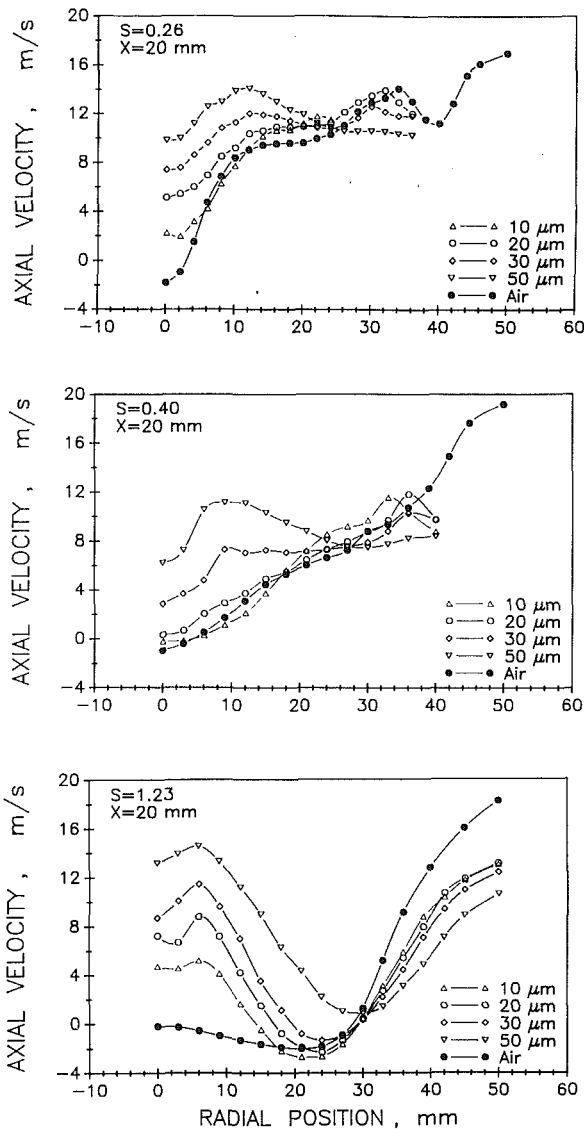 S=0.26
X=20 mm
AXIAL VELOCITY , m/s
20
16
12
8
4
0
-4
10 μm
20 μm
30 μm
50 μm
Air
-10 0 10 20 30 40 50 60
S=0.40
X=20 mm
AXIAL VELOCITY , m/s
20
16
12
8
4
0
-4
10 μm
20 μm
30 μm
50 μm
Air
-10 0 10 20 30 40 50 60
S=1.23
X=20 mm
AXIAL VELOCITY , m/s
20
16
12
8
4
0
-4
10 μm
20 μm
30 μm
50 μm
Air
-10 0 10 20 30 40 50 60
RADIAL POSITION , mm